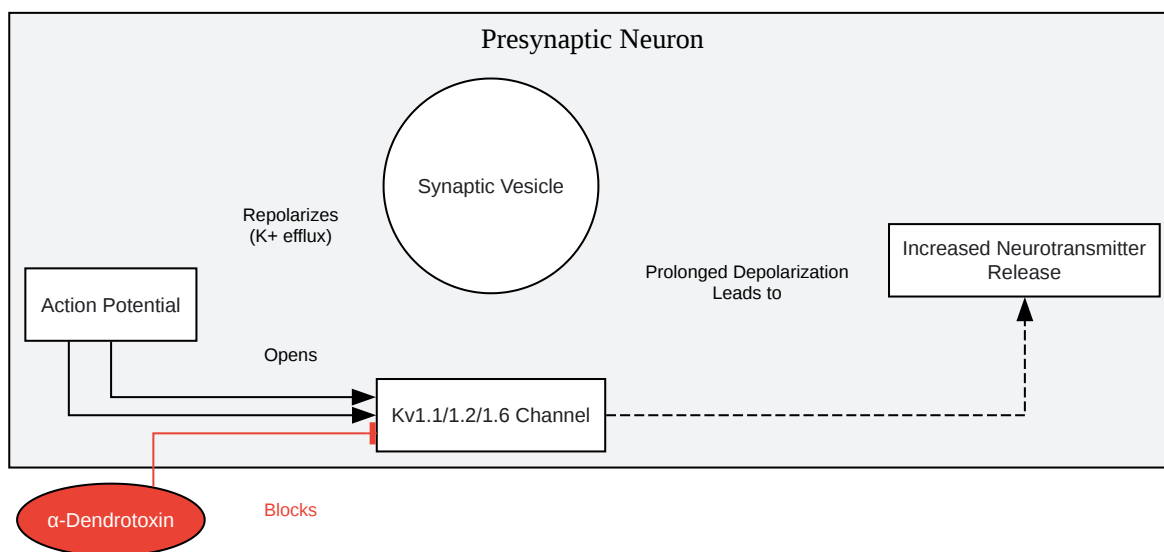 Presynaptic Neuron
Synaptic Vesicle
Repolarizes
(K+ efflux)
Increased Neurotransmitter
Release
Prolonged Depolarization
Leads to
Action Potential
Opens
Kv1.1/1.2/1.6 Channel
α-Dendrotoxin
Blocks